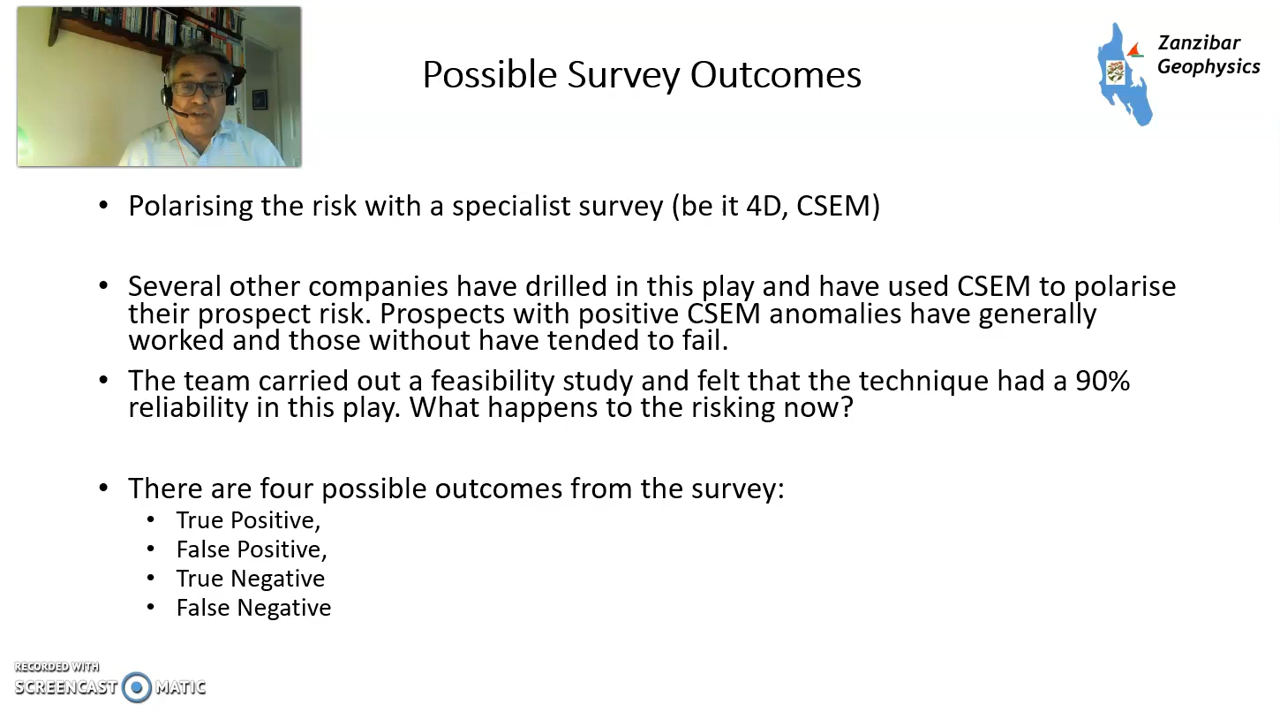 Possible Survey Outcomes
Zanzibar
Geophysics
• Polarising the risk with a specialist survey (be it 4D, CSEM)
• Several other companies have drilled in this play and have used CSEM to polarise
their prospect risk. Prospects with positive CSEM anomalies have generally
worked and those without have tended to fail.
• The team carried out a feasibility study and felt that the technique had a 90%
reliability in this play. What happens to the risking now?
• There are four possible outcomes from the survey:
• True Positive,
• False Positive,
• True Negative
• False Negative
RECORDED WITH
SCREENCAST MATIC